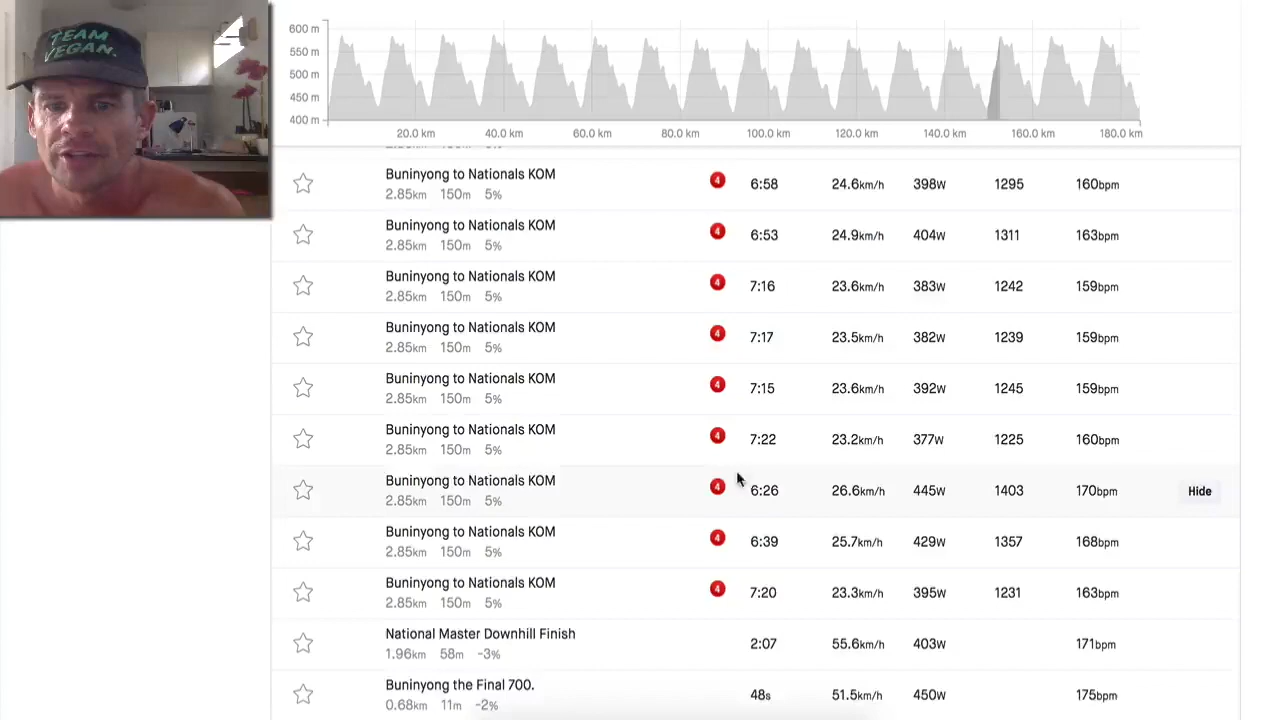 TEAM
VEGAN.
600 m
550 m
500 m
450 m
400 m
20.0 km 40.0 km 60.0 km 80.0 km 100.0 km 120.0 km 140.0 km 160.0 km 180.0 km
Buninyong to Nationals KOM 4 6:58 24.6km/h 398W 1295 160bpm
2.85km 150m 5%
Buninyong to Nationals KOM 4 6:53 24.9km/h 404W 1311 163bpm
2.85km 150m 5%
Buninyong to Nationals KOM 4 7:16 23.6km/h 383W 1242 159bpm
2.85km 150m 5%
Buninyong to Nationals KOM 4 7:17 23.5km/h 382W 1239 159bpm
2.85km 150m 5%
Buninyong to Nationals KOM 4 7:15 23.6km/h 392W 1245 159bpm
2.85km 150m 5%
Buninyong to Nationals KOM 4 7:22 23.2km/h 377W 1225 160bpm
2.85km 150m 5%
Buninyong to Nationals KOM 4 6:26 26.6km/h 445W 1403 170bpm Hide
2.85km 150m 5%
Buninyong to Nationals KOM 4 6:39 25.7km/h 429W 1357 168bpm
2.85km 150m 5%
Buninyong to Nationals KOM 4 7:20 23.3km/h 395W 1231 163bpm
2.85km 150m 5%
National Master Downhill Finish 2:07 55.6km/h 403W 171bpm
1.96km 58m -3%
Buninyong the Final 700. 48s 51.5km/h 450W 175bpm
0.68km 11m -2%